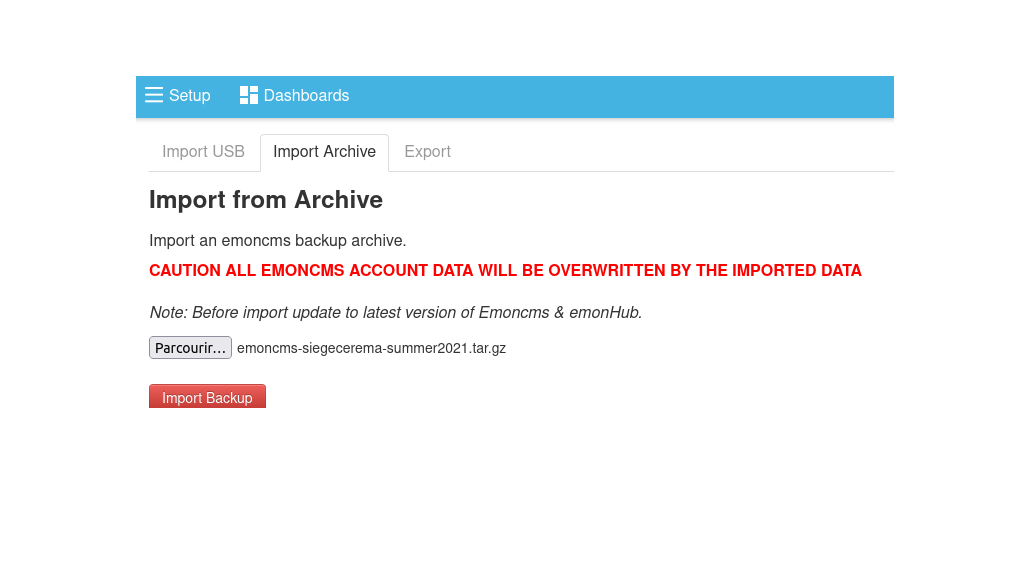 Setup Dashboards
Import USB Import Archive Export
Import from Archive
Import an emoncms backup archive.
CAUTION ALL EMONCMS ACCOUNT DATA WILL BE OVERWRITTEN BY THE IMPORTED DATA
Note: Before import update to latest version of Emoncms & emonHub.
Parcourir... emoncms-siegecerema-summer2021.tar.gz
Import Backup